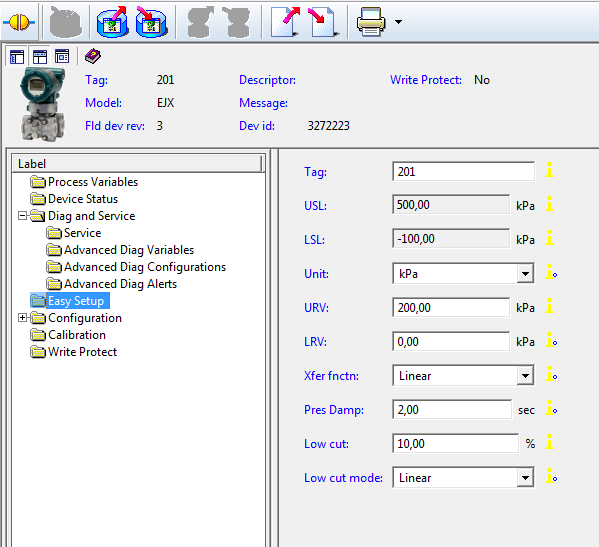 Tag: 201 Descriptor: Write Protect: No
Model: EJX Message:
Fld dev rev: 3 Dev id: 3272223
Label
Process Variables
Device Status
Diag and Service
Service
Advanced Diag Variables
Advanced Diag Configurations
Advanced Diag Alerts
Easy Setup
Configuration
Calibration
Write Protect
Tag: 201
USL: 500,00 kPa
LSL: -100,00 kPa
Unit: kPa
URV: 200,00 kPa
LRV: 0,00 kPa
Xfer fnctn: Linear
Pres Damp: 2,00 sec
Low cut: 10,00 %
Low cut mode: Linear